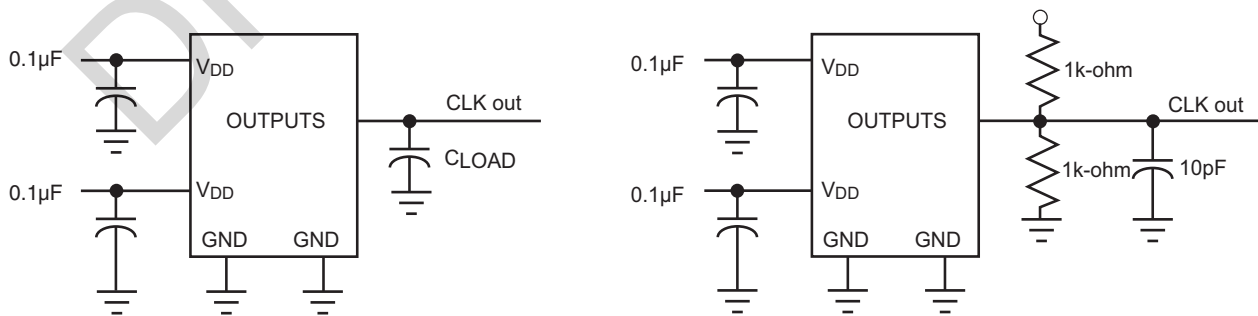 0.1µF
VDD
OUTPUTS
CLK out
CLOAD
0.1µF
VDD
GND GND
0.1µF
VDD
OUTPUTS
1k-ohm
CLK out
1k-ohm
10pF
0.1µF
VDD
GND GND